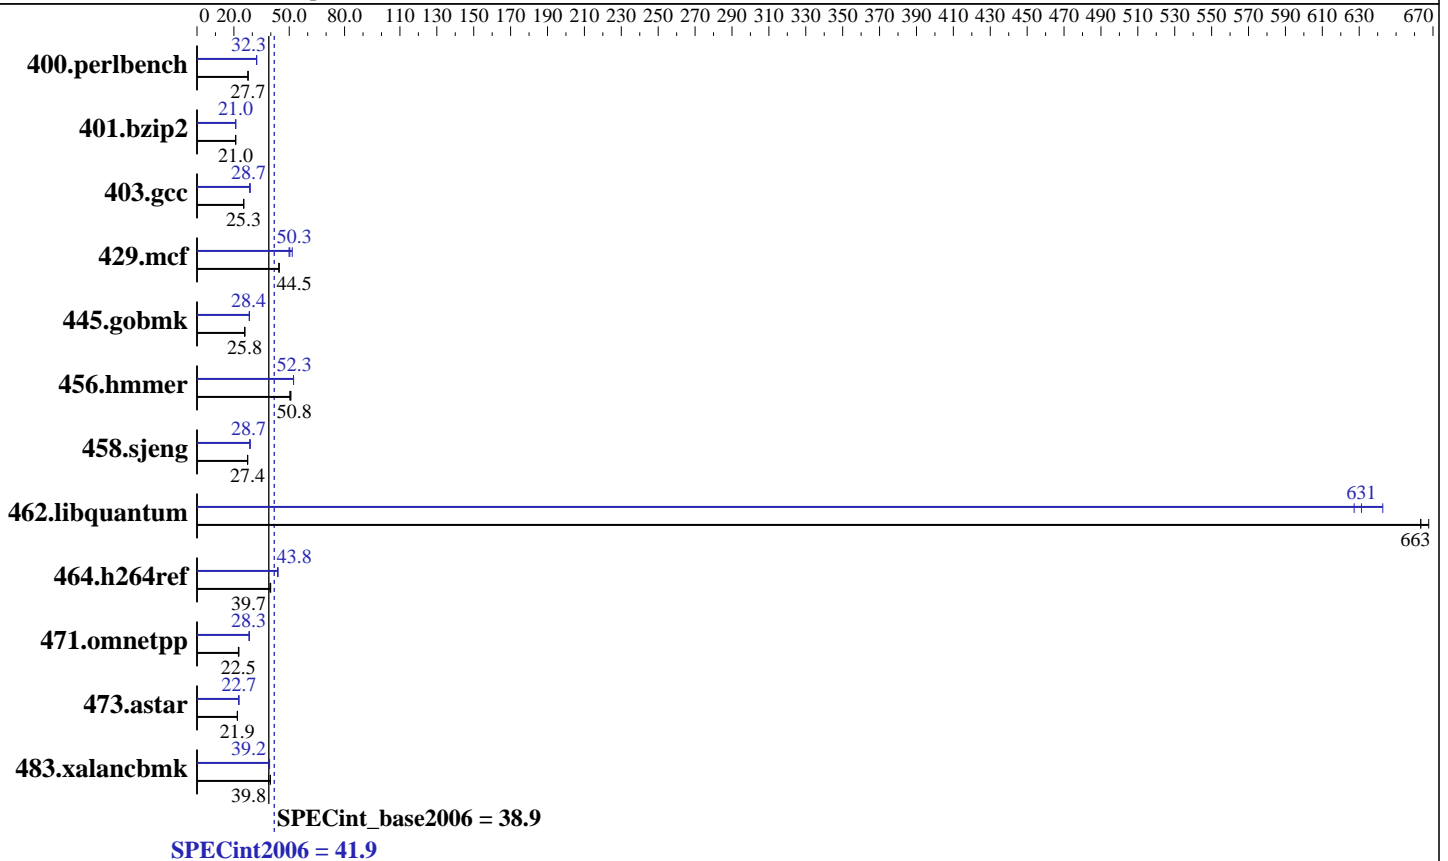 0 20.0 50.0 80.0 110 130 150 170 190 210 230 250 270 290 310 330 350 370 390 410 430 450 470 490 510 530 550 570 590 610 630 670
32.3
400.perlbench
27.7
21.0
401.bzip2
21.0
28.7
403.gcc
25.3
50.3
429.mcf
44.5
28.4
445.gobmk
25.8
52.3
456.hmmer
50.8
28.7
458.sjeng
27.4
631
462.libquantum
663
43.8
464.h264ref
39.7
28.3
471.omnetpp
22.5
22.7
473.astar
21.9
39.2
483.xalancbmk
39.8
SPECint_base2006 = 38.9
SPECint2006 = 41.9